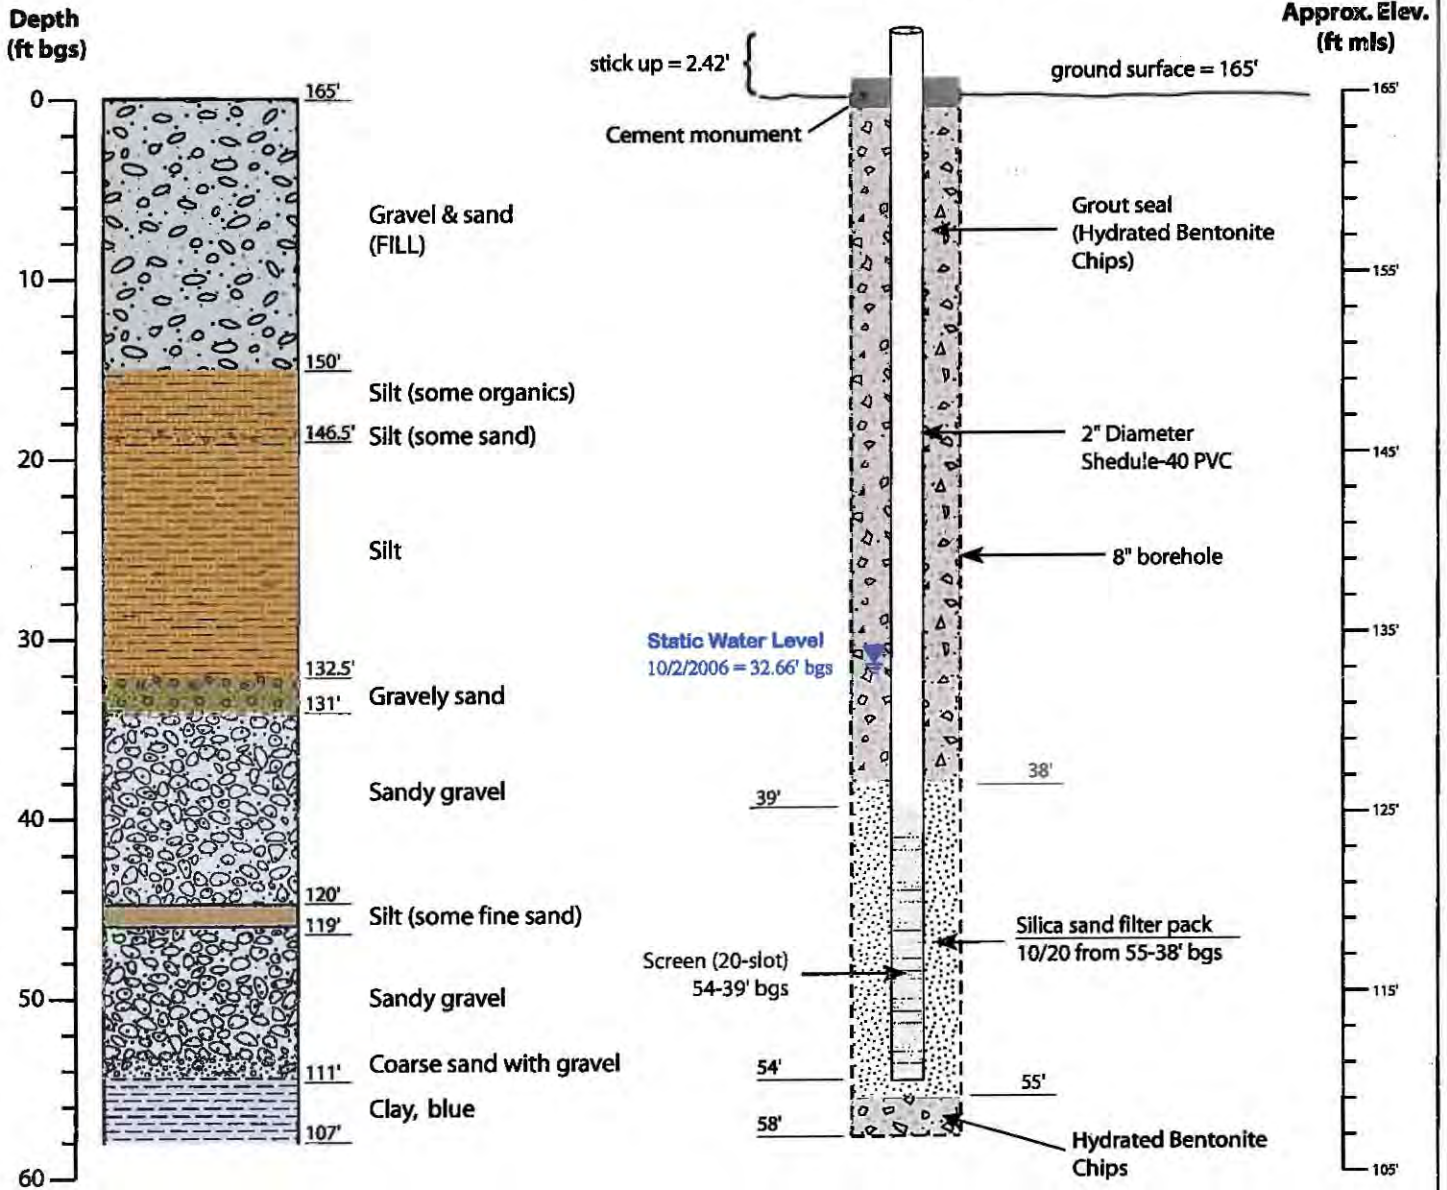 Depth
(ft bgs)
Approx. Elev.
(ft mls)
stick up = 2.42'
ground surface = 165'
0
165'
165'
Cement monument
Gravel & sand
(FILL)
Grout seal
(Hydrated Bentonite
Chips)
10
155'
150'
Silt (some organics)
146.5'
Silt (some sand)
2" Diameter
Shedule-40 PVC
20
145'
Silt
8" borehole
30
Static Water Level
10/2/2006 = 32.66' bgs
135'
132.5'
Gravely sand
131'
38'
Sandy gravel
39'
40
125'
120'
Silt (some fine sand)
119'
Silica sand filter pack
10/20 from 55-38' bgs
Screen (20-slot)
54-39' bgs
50
Sandy gravel
115'
111'
Coarse sand with gravel
54'
55'
Clay, blue
107'
58'
Hydrated Bentonite
Chips
60
105'